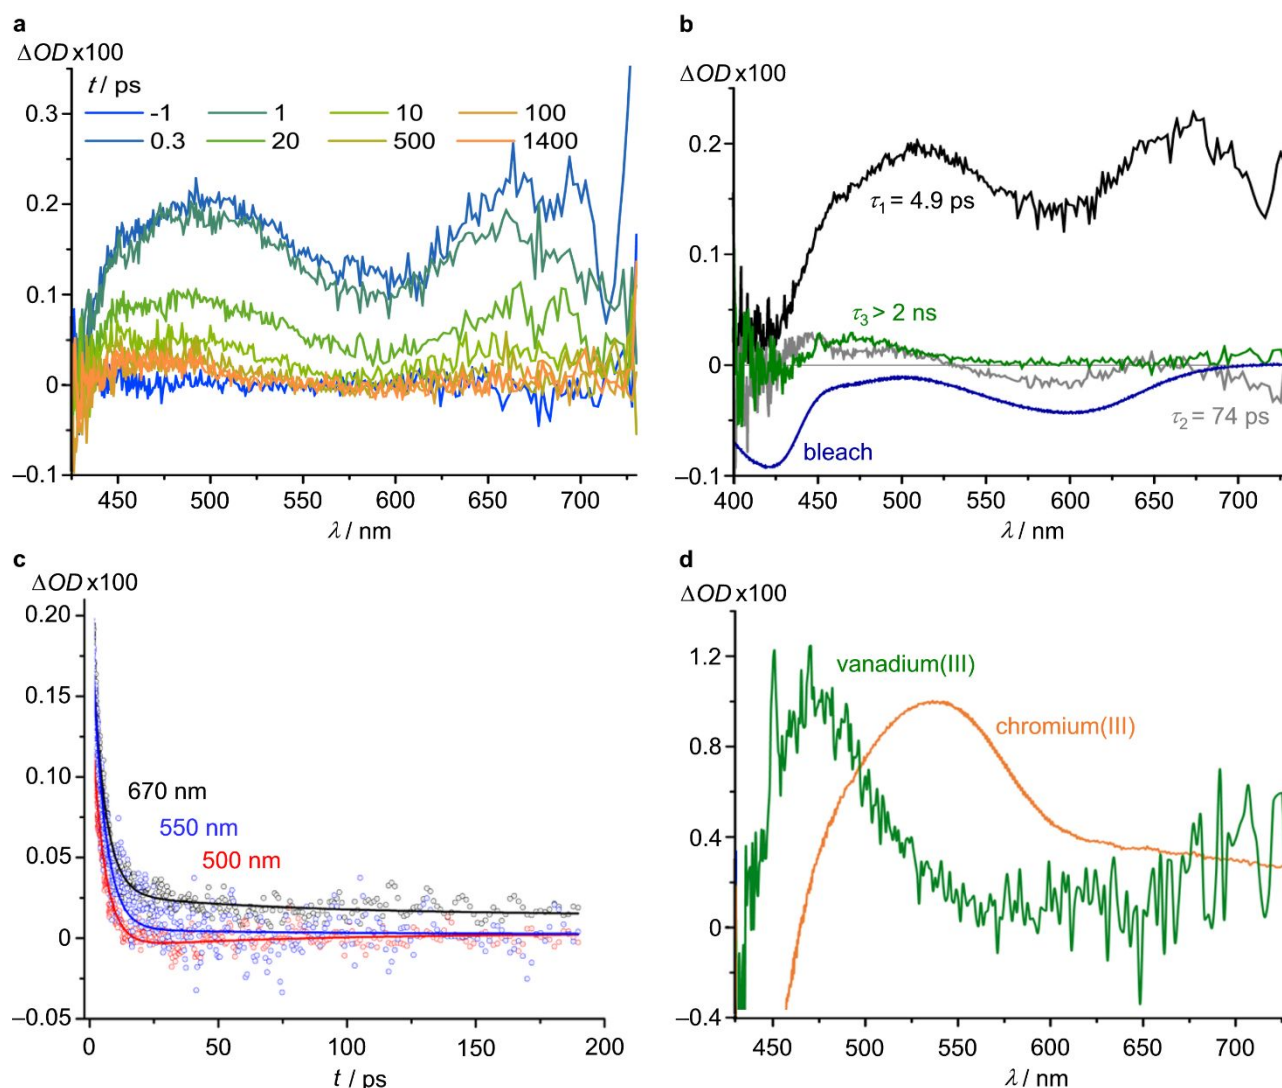 a
ΔOD x100
t / ps
-1 1 10 100
0.3 20 500 1400
0.3
0.2
0.1
0
–0.1
450 500 550 600 650 700
λ / nm
b
ΔOD x100
0.2
0.1
0
–0.1
τ1 = 4.9 ps
τ3 > 2 ns
τ2 = 74 ps
bleach
400 450 500 550 600 650 700
λ / nm
c
ΔOD x100
0.20
0.15
0.10
0.05
0
–0.05
670 nm
550 nm
500 nm
0 50 100 150 200
t / ps
d
ΔOD x100
1.2
0.8
0.4
0
–0.4
vanadium(III)
chromium(III)
450 500 550 600 650 700
λ / nm